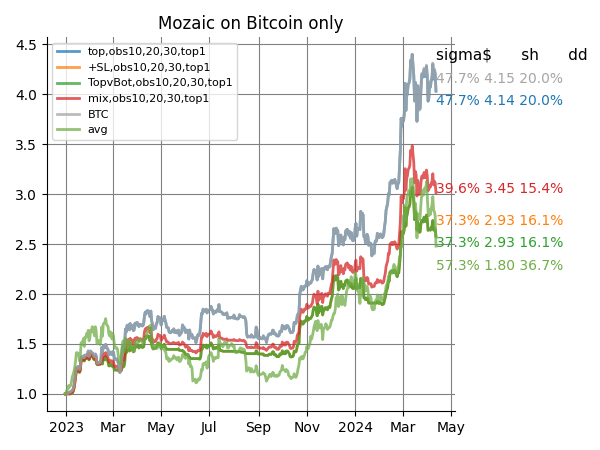 Mozaic on Bitcoin only
4.5
4.0
3.5
3.0
2.5
2.0
1.5
1.0
top,obs10,20,30,top1
+SL,obs10,20,30,top1
TopvBot,obs10,20,30,top1
mix,obs10,20,30,top1
BTC
avg
sigma$ sh dd
47.7% 4.15 20.0%
47.7% 4.14 20.0%
39.6% 3.45 15.4%
37.3% 2.93 16.1%
37.3% 2.93 16.1%
57.3% 1.80 36.7%
2023 Mar May Jul Sep Nov 2024 Mar May